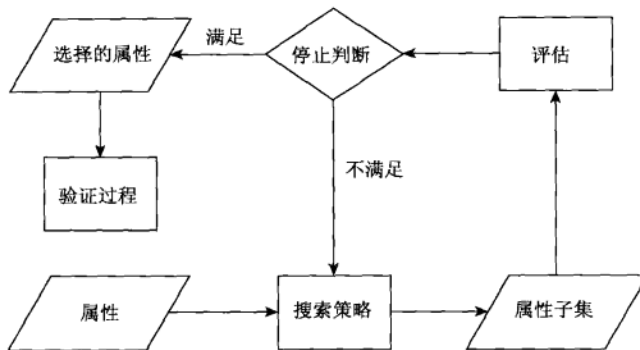 选择的属性
满足
停止判断
评估
不满足
验证过程
属性
搜索策略
属性子集